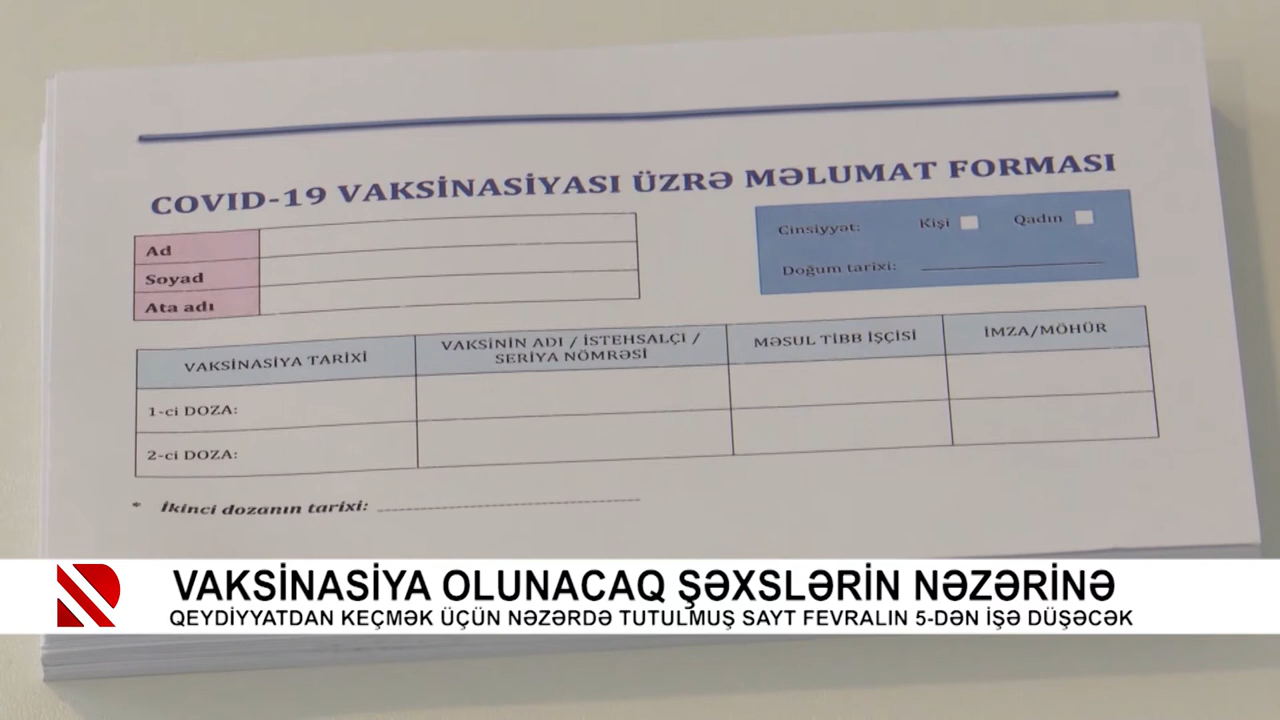 COVID-19 VAKSİNASİYASI ÜZRƏ MƏLUMAT FORMASI
Ad
Soyad
Ata adı
Cinsiyyət: Kişi Qadın
Doğum tarixi:
VAKSİNASİYA TARİXİ
VAKSİNİN ADI / İSTEHSALÇI /
SERİYA NÖMRƏSİ
MƏSUL TİBB İŞÇİSİ
İMZA/MÖHÜR
1-ci DOZA:
2-ci DOZA:
* İkinci dozanın tarixi:
VAKSİNASİYA OLUNACAQ ŞƏXSLƏRİN NƏZƏRİNƏ
QEYDİYYATDAN KEÇMƏK ÜÇÜN NƏZƏRDƏ TUTULMUŞ SAYT FEVRALIN 5-DƏN İŞƏ DÜŞƏCƏK